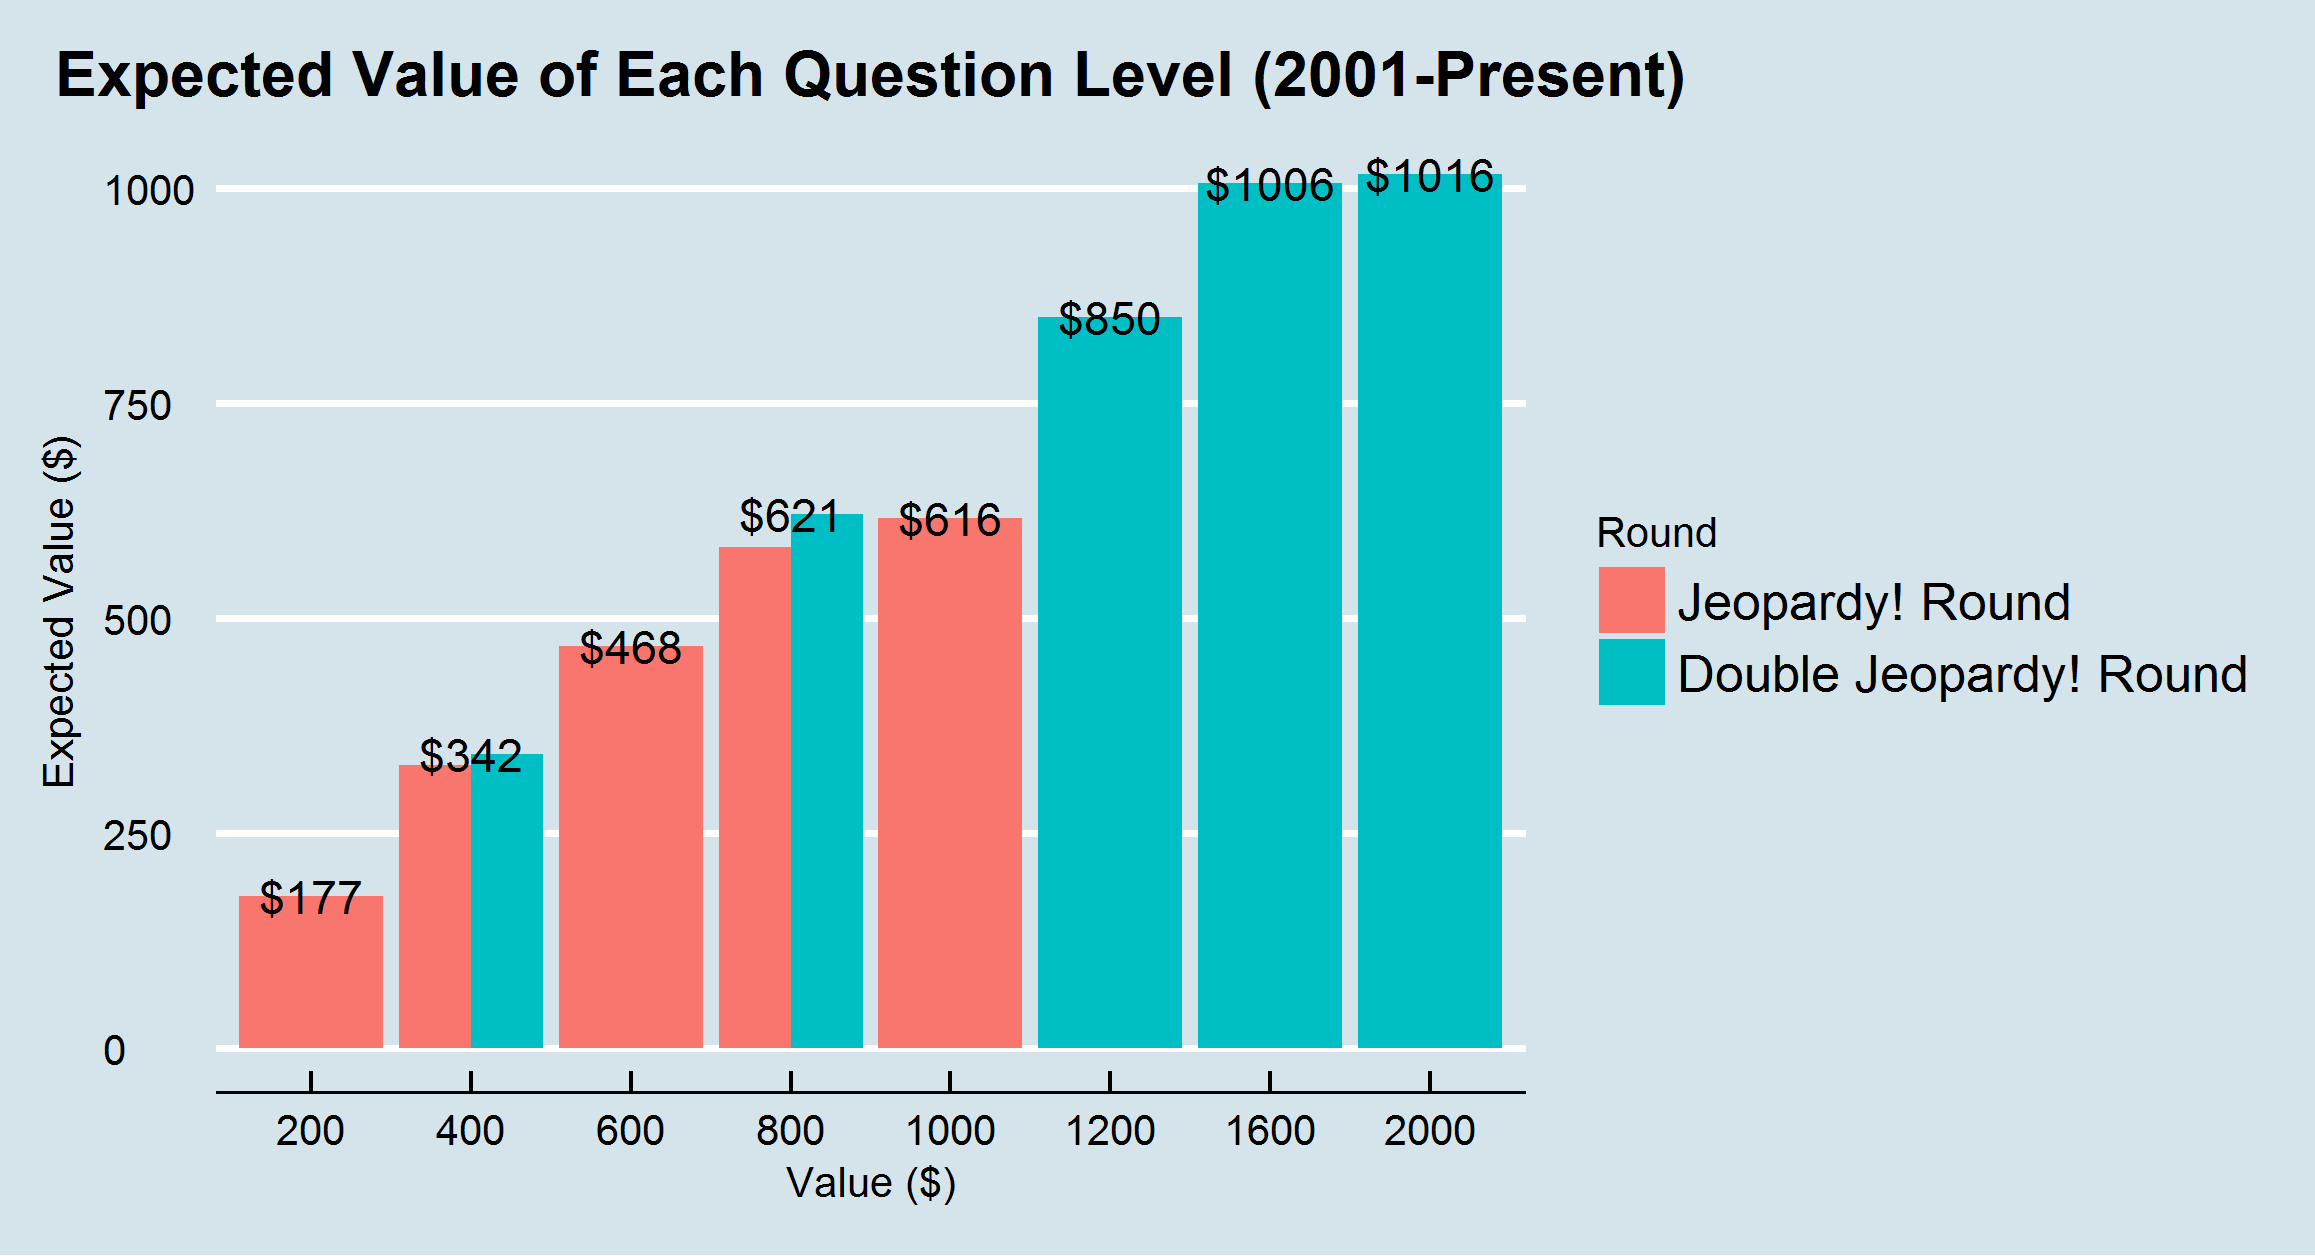 Expected Value of Each Question Level (2001-Present)
1000
750
500
250
0
Expected Value ($)
$177
$342
$468
$621
$616
$850
$1006
$1016
200 400 600 800 1000 1200 1600 2000
Value ($)
Round
Jeopardy! Round
Double Jeopardy! Round